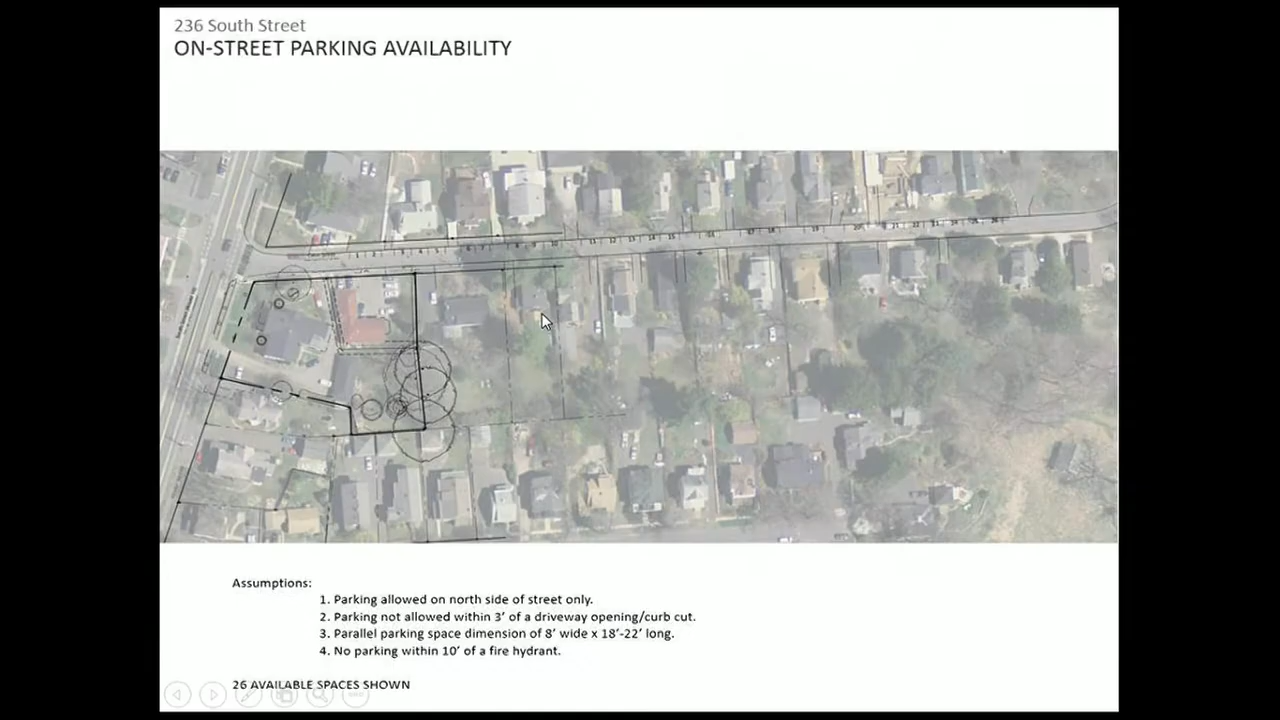 236 South Street
ON-STREET PARKING AVAILABILITY
Assumptions:
1. Parking allowed on north side of street only.
2. Parking not allowed within 3’ of a driveway opening/curb cut.
3. Parallel parking space dimension of 8’ wide x 18’-22’ long.
4. No parking within 10’ of a fire hydrant.
26 AVAILABLE SPACES SHOWN